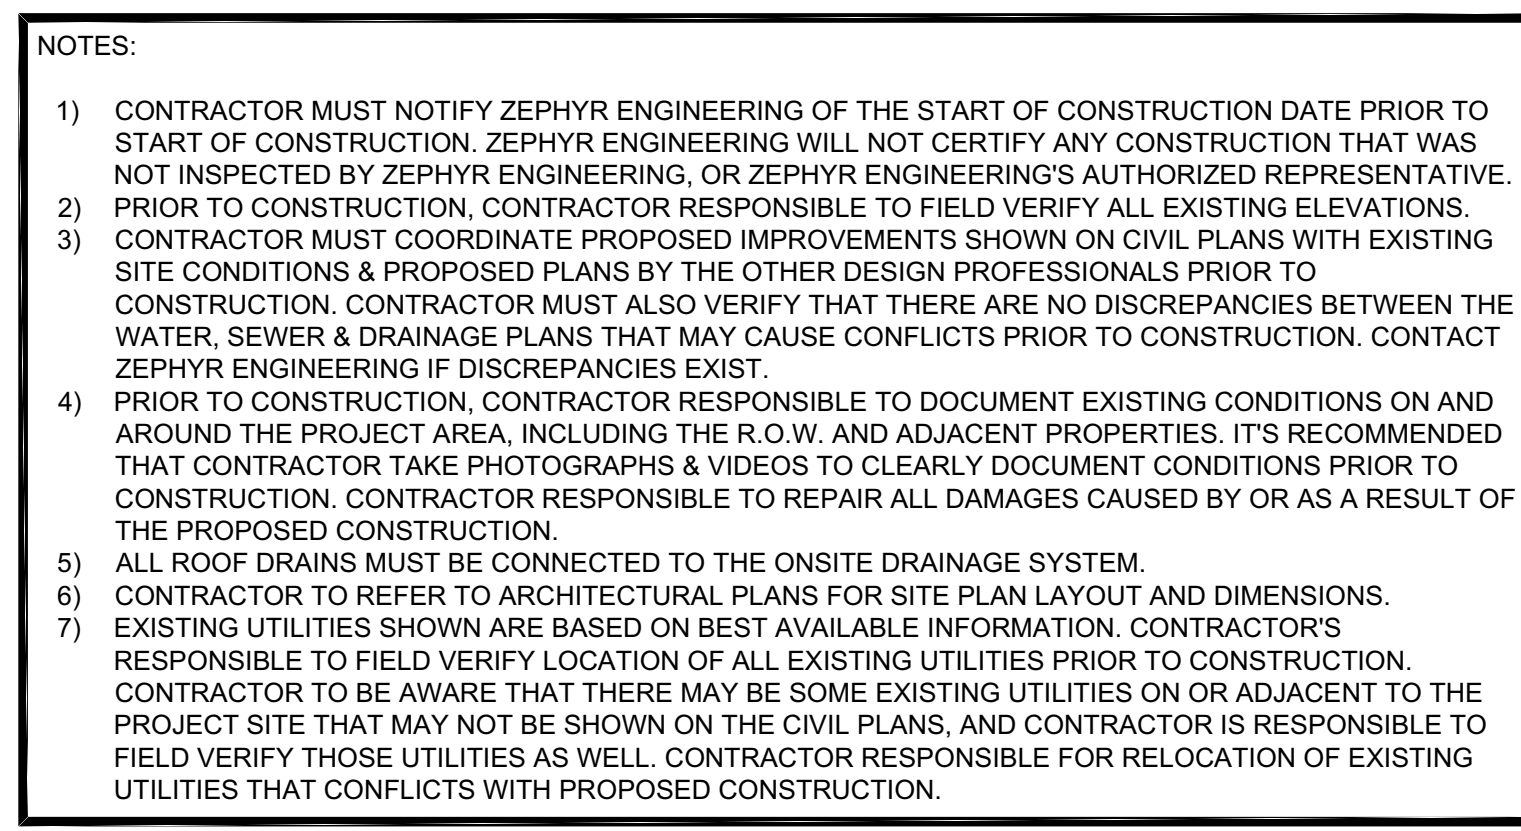 NOTES:
1) CONTRACTOR MUST NOTIFY ZEPHYR ENGINEERING OF THE START OF CONSTRUCTION DATE PRIOR TO
START OF CONSTRUCTION. ZEPHYR ENGINEERING WILL NOT CERTIFY ANY CONSTRUCTION THAT WAS
NOT INSPECTED BY ZEPHYR ENGINEERING, OR ZEPHYR ENGINEERING'S AUTHORIZED REPRESENTATIVE.
2) PRIOR TO CONSTRUCTION, CONTRACTOR RESPONSIBLE TO FIELD VERIFY ALL EXISTING ELEVATIONS.
3) CONTRACTOR MUST COORDINATE PROPOSED IMPROVEMENTS SHOWN ON CIVIL PLANS WITH EXISTING
SITE CONDITIONS & PROPOSED PLANS BY THE OTHER DESIGN PROFESSIONALS PRIOR TO
CONSTRUCTION. CONTRACTOR MUST ALSO VERIFY THAT THERE ARE NO DISCREPANCIES BETWEEN THE
WATER, SEWER & DRAINAGE PLANS THAT MAY CAUSE CONFLICTS PRIOR TO CONSTRUCTION. CONTACT
ZEPHYR ENGINEERING IF DISCREPANCIES EXIST.
4) PRIOR TO CONSTRUCTION, CONTRACTOR RESPONSIBLE TO DOCUMENT EXISTING CONDITIONS ON AND
AROUND THE PROJECT AREA, INCLUDING THE R.O.W. AND ADJACENT PROPERTIES. IT'S RECOMMENDED
THAT CONTRACTOR TAKE PHOTOGRAPHS & VIDEOS TO CLEARLY DOCUMENT CONDITIONS PRIOR TO
CONSTRUCTION. CONTRACTOR RESPONSIBLE TO REPAIR ALL DAMAGES CAUSED BY OR AS A RESULT OF
THE PROPOSED CONSTRUCTION.
5) ALL ROOF DRAINS MUST BE CONNECTED TO THE ONSITE DRAINAGE SYSTEM.
6) CONTRACTOR TO REFER TO ARCHITECTURAL PLANS FOR SITE PLAN LAYOUT AND DIMENSIONS.
7) EXISTING UTILITIES SHOWN ARE BASED ON BEST AVAILABLE INFORMATION. CONTRACTOR'S
RESPONSIBLE TO FIELD VERIFY LOCATION OF ALL EXISTING UTILITIES PRIOR TO CONSTRUCTION.
CONTRACTOR TO BE AWARE THAT THERE MAY BE SOME EXISTING UTILITIES ON OR ADJACENT TO THE
PROJECT SITE THAT MAY NOT BE SHOWN ON THE CIVIL PLANS, AND CONTRACTOR IS RESPONSIBLE TO
FIELD VERIFY THOSE UTILITIES AS WELL. CONTRACTOR RESPONSIBLE FOR RELOCATION OF EXISTING
UTILITIES THAT CONFLICTS WITH PROPOSED CONSTRUCTION.